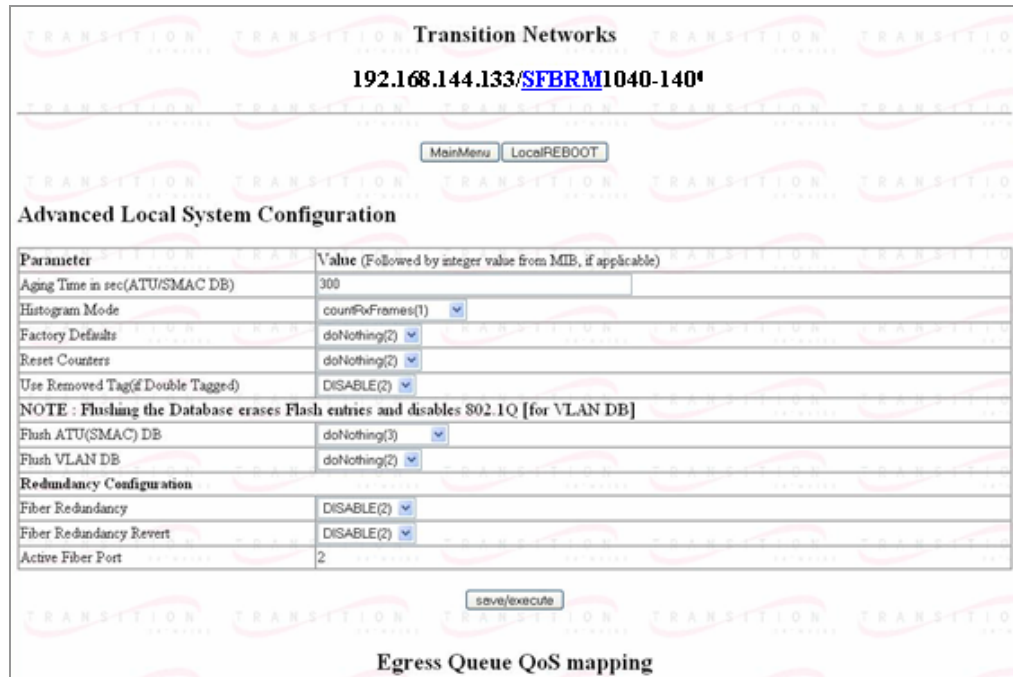 Transition Networks
192.168.144.133/SFBRM1040-140
MainMenu LocalREBOOT
Advanced Local System Configuration
Parameter Value (Followed by integer value from MIB, if applicable)
Aging Time in sec(ATU/SMAC DB) 300
Histogram Mode countRxFrames(1)
Factory Defaults doNothing(2)
Reset Counters doNothing(2)
Use Removed Tag(if Double Tagged) DISABLE(2)
NOTE : Flushing the Database erases Flash entries and disables 802.1Q [for VLAN DB]
Flush ATU(SMAC) DB doNothing(3)
Flush VLAN DB doNothing(2)
Redundancy Configuration
Fiber Redundancy DISABLE(2)
Fiber Redundancy Revert DISABLE(2)
Active Fiber Port 2
save/execute
Egress Queue QoS mapping